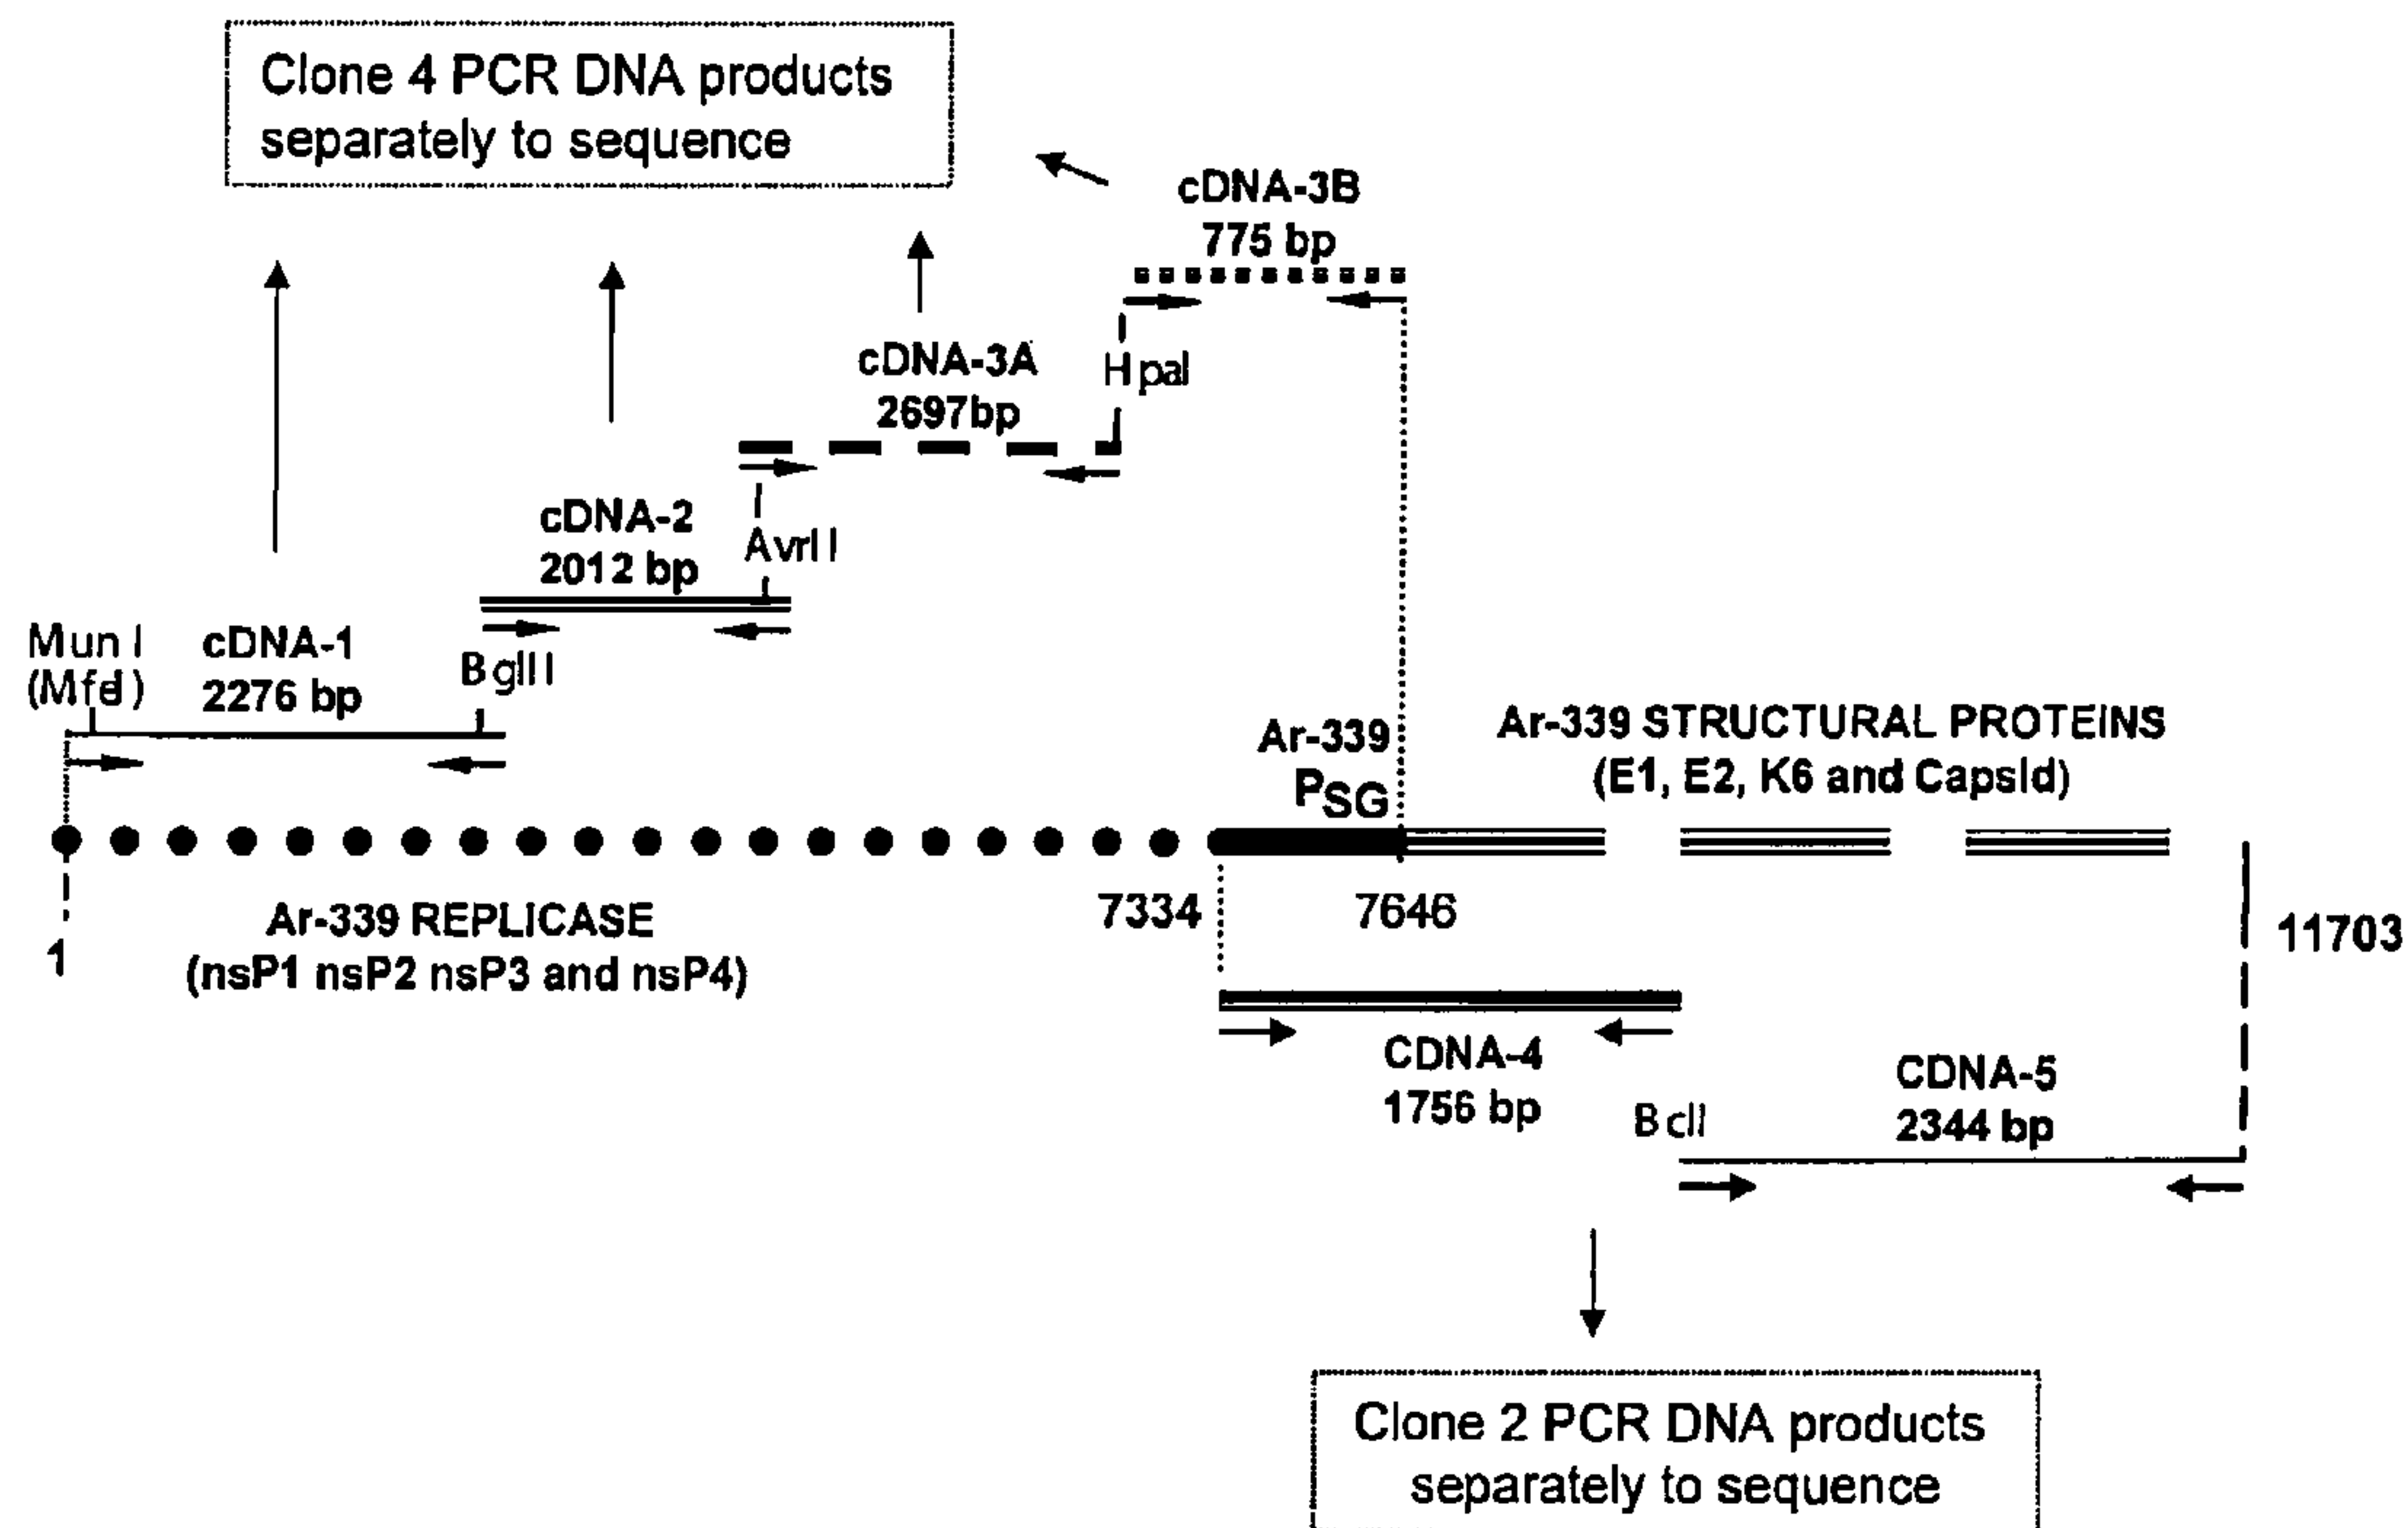 Clone 4 PCR DNA products
separately to sequence
cDNA-3B
775 bp
cDNA-3A
2697bp
HpaI
cDNA-2
2012 bp
AvrII
Mun I
(MfeI)
cDNA-1
2276 bp
BglII
Ar-339
PSG
Ar-339 STRUCTURAL PROTEINS
(E1, E2, K6 and Capsid)
7334
7646
11703
1
Ar-339 REPLICASE
(nsP1 nsP2 nsP3 and nsP4)
CDNA-4
1756 bp
BclI
CDNA-5
2344 bp
Clone 2 PCR DNA products
separately to sequence